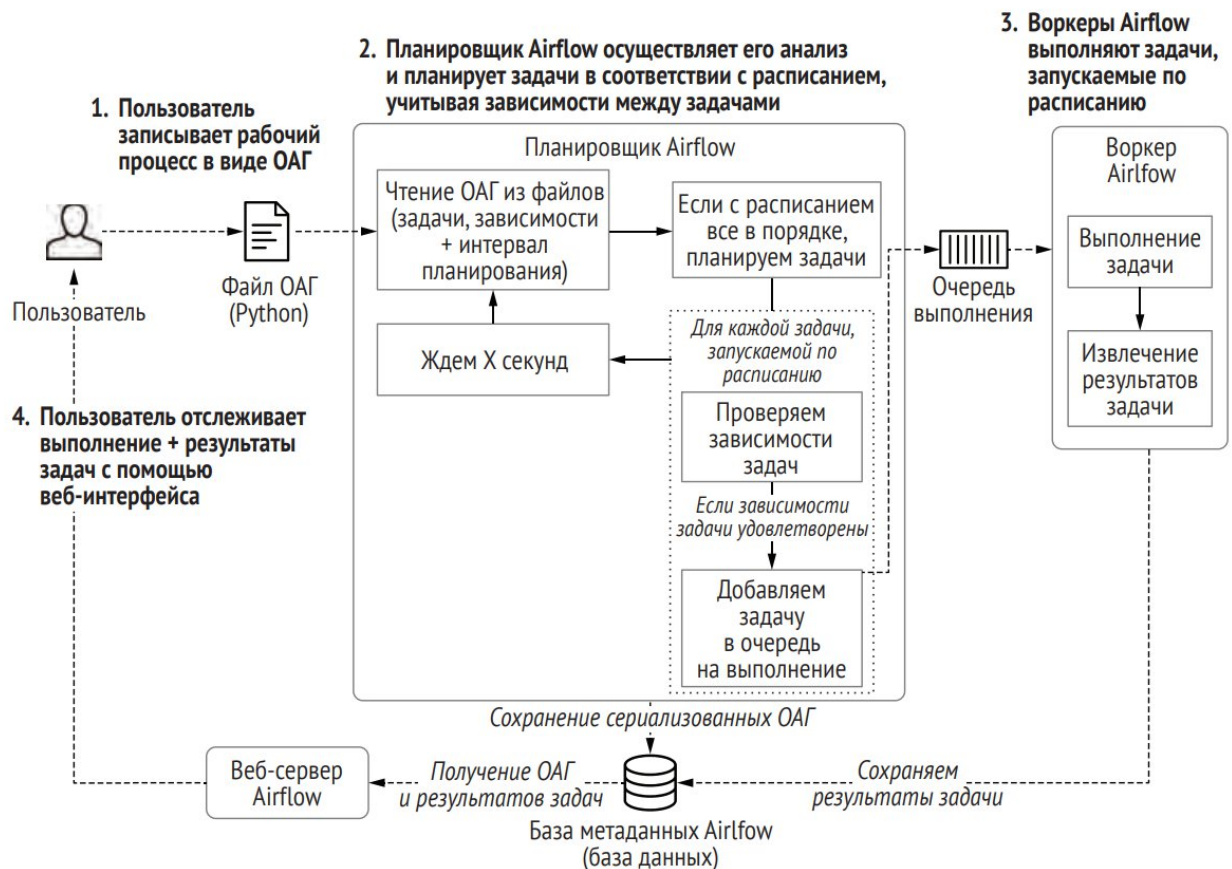 1. Пользователь
записывает рабочий
процесс в виде ОАГ
2. Планировщик Airflow осуществляет его анализ
и планирует задачи в соответствии с расписанием,
учитывая зависимости между задачами
3. Воркеры Airflow
выполняют задачи,
запускаемые по
расписанию
Пользователь
Файл ОАГ
(Python)
Планировщик Airflow
Чтение ОАГ из файлов
(задачи, зависимости
+ интервал
планирования)
Если с расписанием
все в порядке,
планируем задачи
Ждем X секунд
Для каждой задачи,
запускаемой по
расписанию
Проверяем
зависимости
задач
Если зависимости
задачи удовлетворены
Добавляем
задачу
в очередь
на выполнение
Очередь
выполнения
Воркер
Airlfow
Выполнение
задачи
Извлечение
результатов
задачи
4. Пользователь отслеживает
выполнение + результаты
задач с помощью
веб-интерфейса
Сохранение сериализованных ОАГ
Веб-сервер
Airflow
Получение ОАГ
и результатов задач
Сохраняем
результаты задачи
База метаданных Airlfow
(база данных)